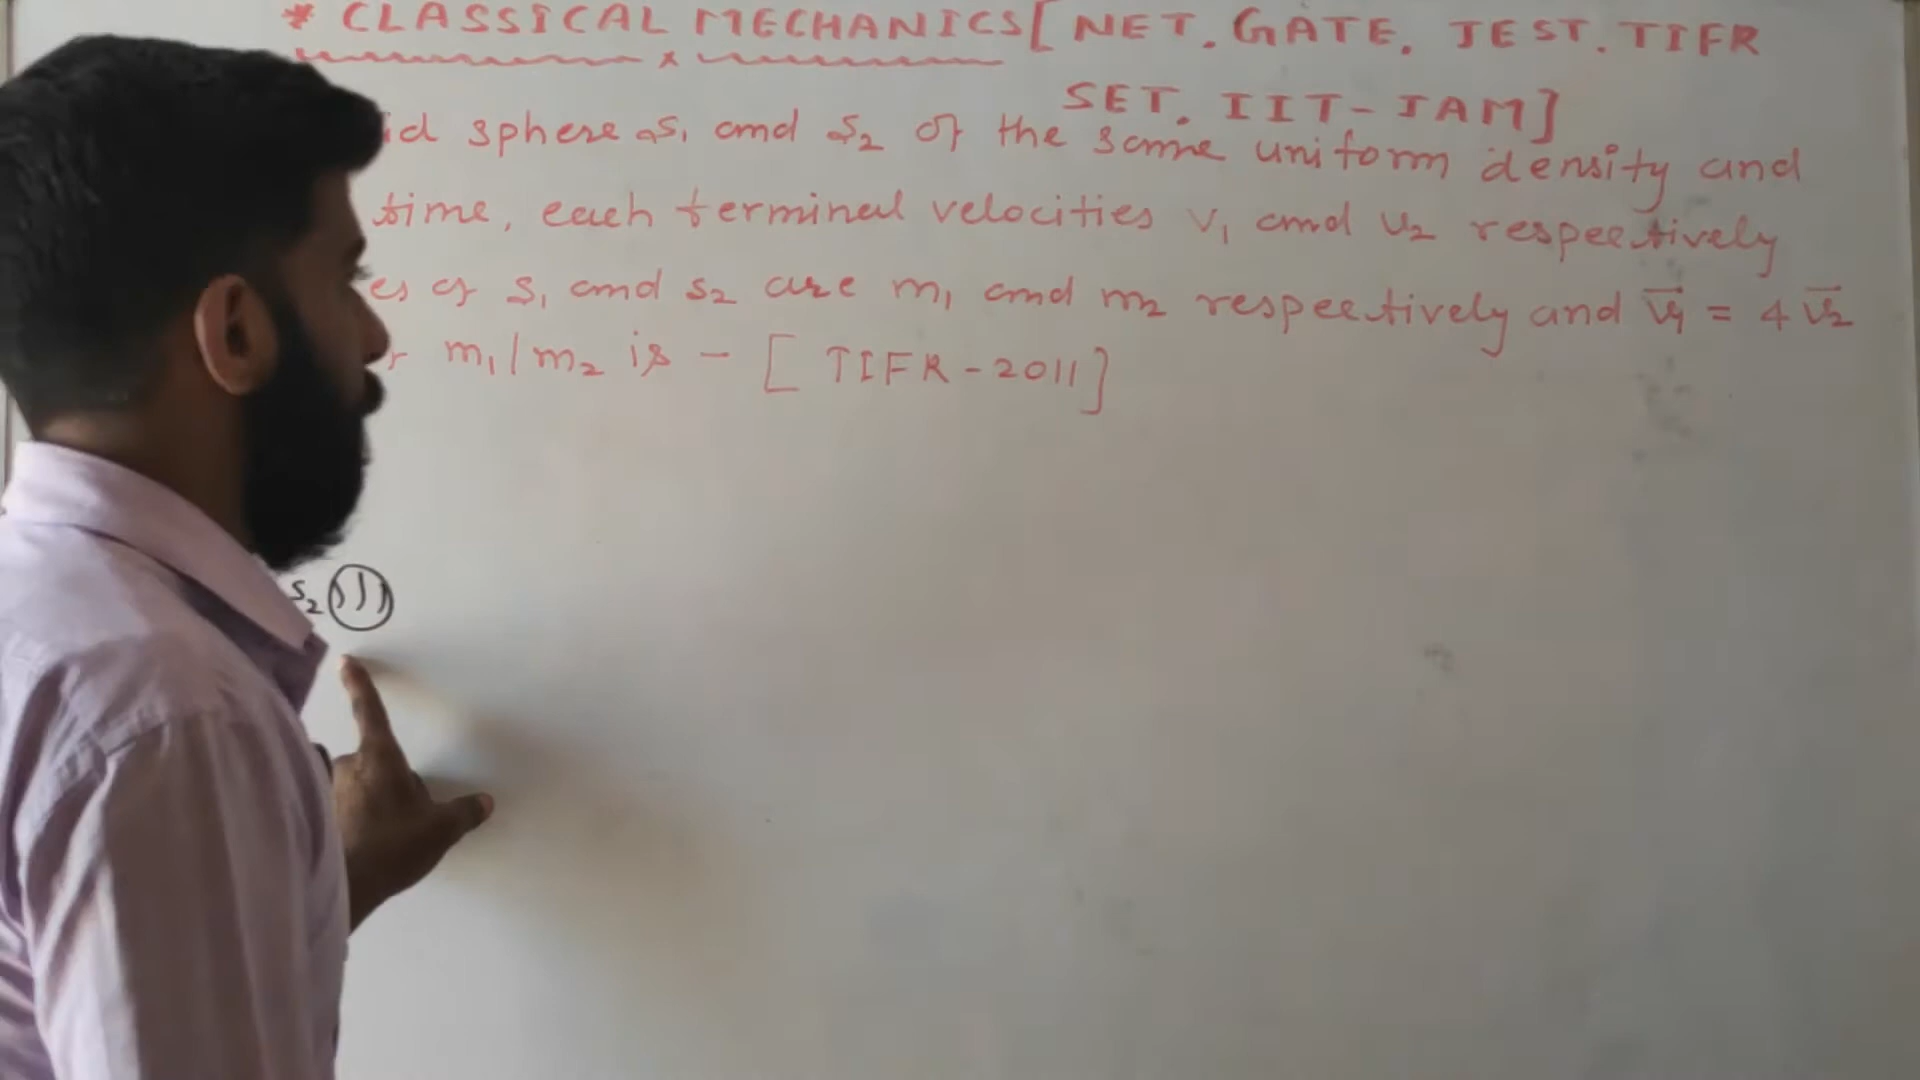 * CLASSICAL MECHANICS [ NET. GATE. JEST. TIFR
SET. IIT-JAM]
id sphere S1 and S2 of the same uniform density and
time, each terminal velocities v1 and v2 respectively
es of S1 and S2 are m1 and m2 respectively and v1 = 4 v2
r m1/m2 is - [ TIFR-2011]
S2